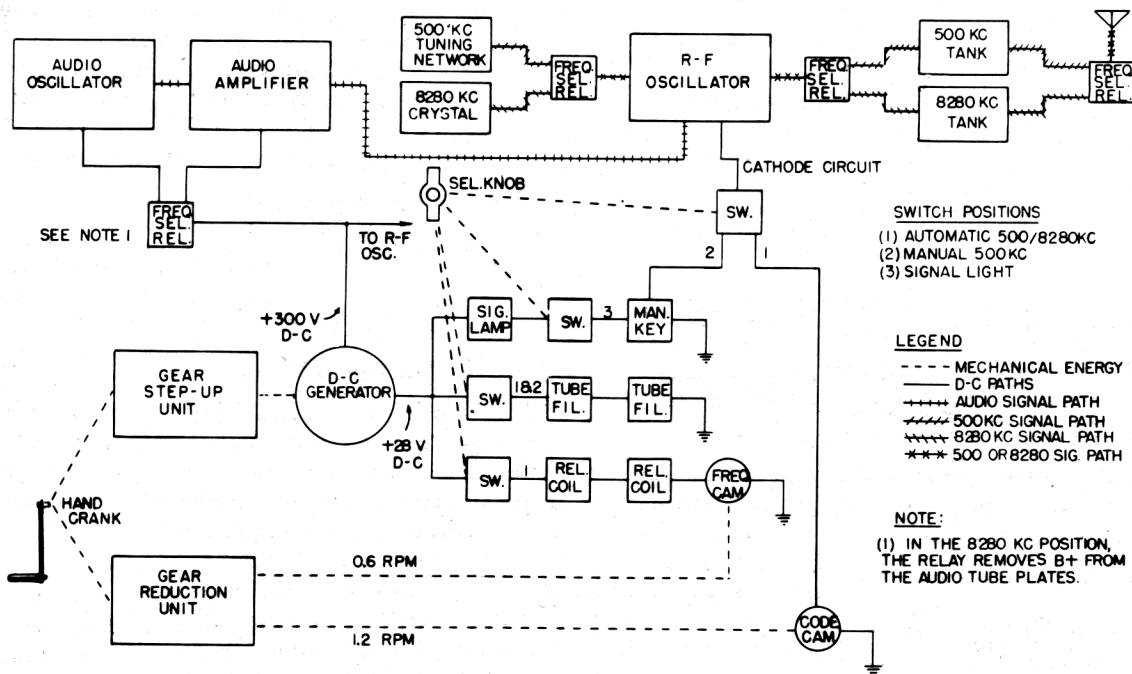 AUDIO
OSCILLATOR
AUDIO
AMPLIFIER
500 KC
TUNING
NETWORK
8280 KC
CRYSTAL
FREQ.
SEL.
REL.
R-F
OSCILLATOR
FREQ.
SEL.
REL.
500 KC
TANK
8280 KC
TANK
FREQ.
SEL.
REL.
CATHODE CIRCUIT
SEL. KNOB
SW.
2
1
FREQ.
SEL.
REL.
SEE NOTE 1
TO R-F
OSC.
SWITCH POSITIONS
(1) AUTOMATIC 500/8280KC
(2) MANUAL 500KC
(3) SIGNAL LIGHT
+300 V
D-C
SIG.
LAMP
SW.
3
MAN.
KEY
GEAR
STEP-UP
UNIT
D-C
GENERATOR
+28 V
D-C
SW.
1&2
TUBE
FIL.
TUBE
FIL.
SW.
1
REL.
COIL
REL.
COIL
FREQ
CAM
LEGEND
MECHANICAL ENERGY
D-C PATHS
AUDIO SIGNAL PATH
500KC SIGNAL PATH
8280 KC SIGNAL PATH
500 OR 8280 SIG. PATH
HAND
CRANK
GEAR
REDUCTION
UNIT
0.6 RPM
1.2 RPM
CODE
CAM
NOTE:
(1) IN THE 8280 KC POSITION,
THE RELAY REMOVES B+ FROM
THE AUDIO TUBE PLATES.